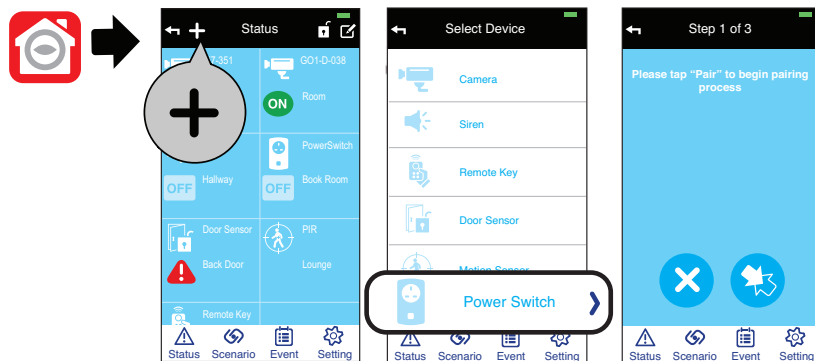 Status
GO1-D-038
ON
Room
PowerSwitch
OFF
Hallway
OFF
Book Room
Door Sensor
PIR
Back Door
Lounge
Remote Key
Status
Scenario
Event
Setting
Select Device
Camera
Siren
Remote Key
Door Sensor
Motion Sensor
Power Switch
Status
Scenario
Event
Setting
Step 1 of 3
Please tap “Pair” to begin pairing
process
Status
Scenario
Event
Setting